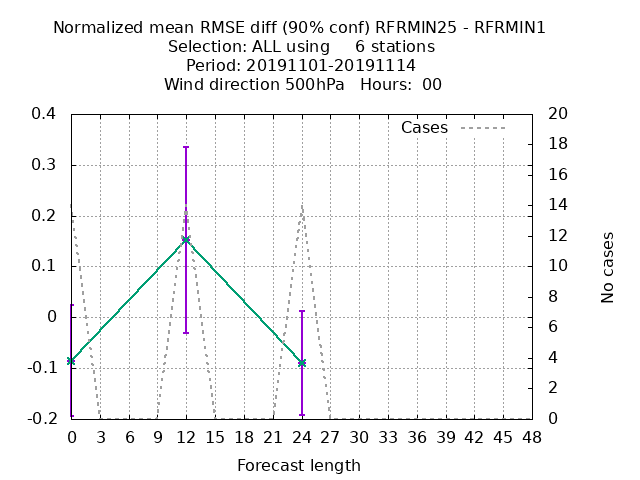 Normalized mean RMSE diff (90% conf) RFRMIN25 - RFRMIN1
Selection: ALL using     6 stations
Period: 20191101-20191114
Wind direction 500hPa   Hours:  00
Cases
0.4
0.3
0.2
0.1
0
-0.1
-0.2
20
18
16
14
12
10
8
6
4
2
0
No cases
0 3 6 9 12 15 18 21 24 27 30 33 36 39 42 45 48
Forecast length